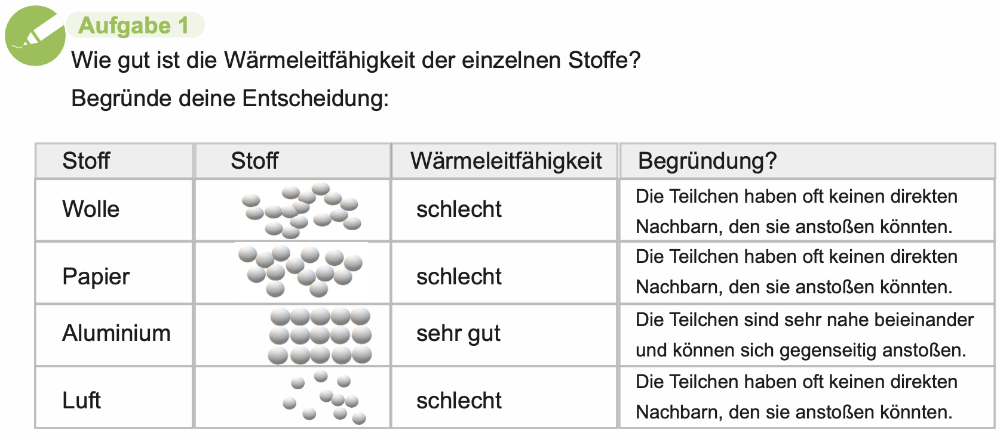 Aufgabe 1
Wie gut ist die Wärmeleitfähigkeit der einzelnen Stoffe?
Begründe deine Entscheidung:
Stoff Stoff Wärmeleitfähigkeit Begründung?
Wolle schlecht Die Teilchen haben oft keinen direkten
Nachbarn, den sie anstoßen könnten.
Papier schlecht Die Teilchen haben oft keinen direkten
Nachbarn, den sie anstoßen könnten.
Aluminium sehr gut Die Teilchen sind sehr nahe beieinander
und können sich gegenseitig anstoßen.
Luft schlecht Die Teilchen haben oft keinen direkten
Nachbarn, den sie anstoßen könnten.